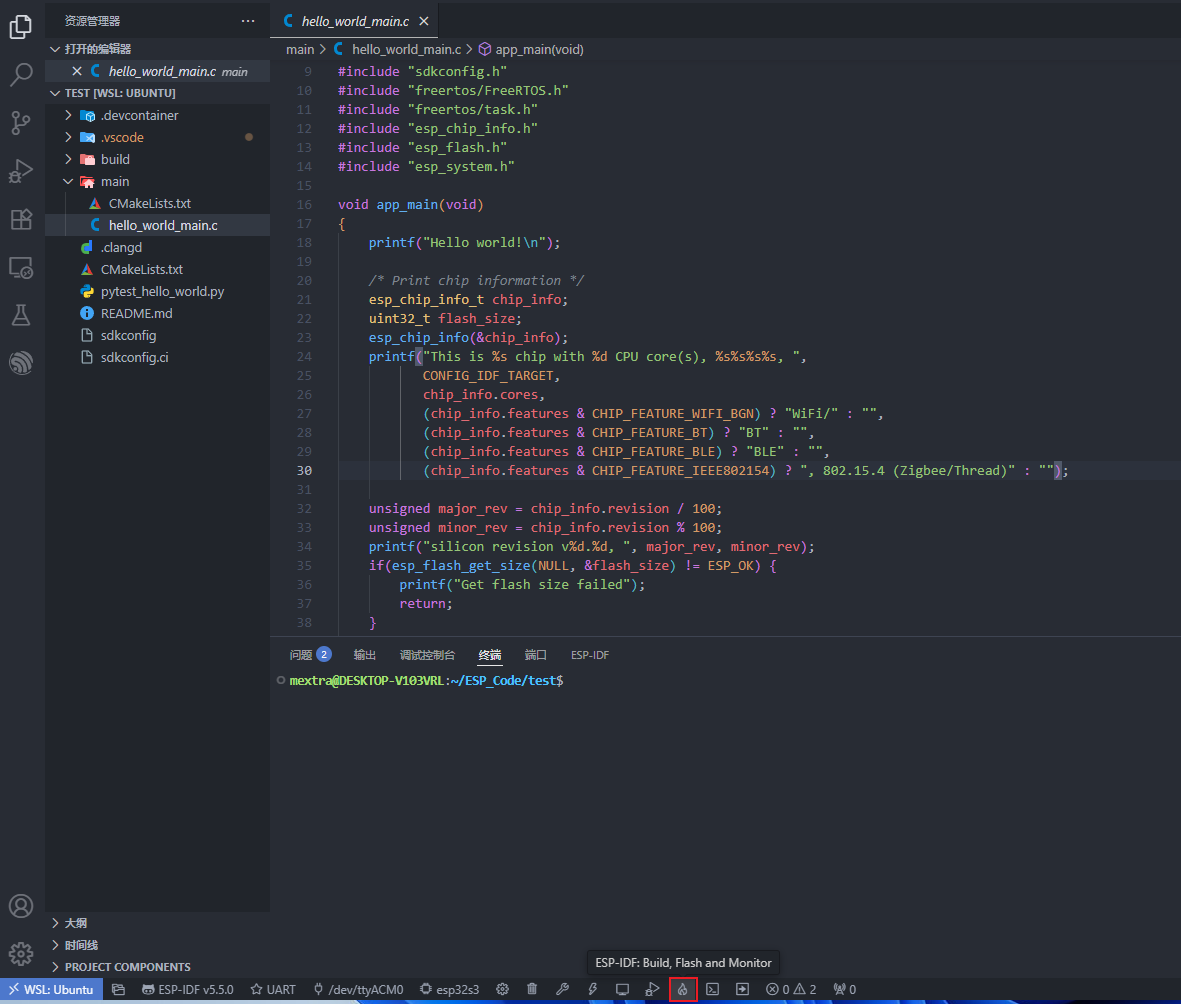 资源管理器
hello_world_main.c
打开的编辑器
hello_world_main.c main
TEST [WSL: UBUNTU]
.devcontainer
.vscode
build
main
CMakeLists.txt
hello_world_main.c
.clangd
CMakeLists.txt
pytest_hello_world.py
README.md
sdkconfig
sdkconfig.ci
大纲
时间线
PROJECT COMPONENTS
main > hello_world_main.c > app_main(void)
9 #include "sdkconfig.h"
10 #include "freertos/FreeRTOS.h"
11 #include "freertos/task.h"
12 #include "esp_chip_info.h"
13 #include "esp_flash.h"
14 #include "esp_system.h"
15
16 void app_main(void)
17 {
18 printf("Hello world!\n");
19
20 /* Print chip information */
21 esp_chip_info_t chip_info;
22 uint32_t flash_size;
23 esp_chip_info(&chip_info);
24 printf("This is %s chip with %d CPU core(s), %s%s%s%s, ",
25 CONFIG_IDF_TARGET,
26 chip_info.cores,
27 (chip_info.features & CHIP_FEATURE_WIFI_BGN) ? "WiFi/" : "",
28 (chip_info.features & CHIP_FEATURE_BT) ? "BT" : "",
29 (chip_info.features & CHIP_FEATURE_BLE) ? "BLE" : "",
30 (chip_info.features & CHIP_FEATURE_IEEE802154) ? ", 802.15.4 (Zigbee/Thread)" : "");
31
32 unsigned major_rev = chip_info.revision / 100;
33 unsigned minor_rev = chip_info.revision % 100;
34 printf("silicon revision v%d.%d, ", major_rev, minor_rev);
35 if(esp_flash_get_size(NULL, &flash_size) != ESP_OK) {
36 printf("Get flash size failed");
37 return;
38 }
问题 2 输出 调试控制台 终端 端口 ESP-IDF
mextra@DESKTOP-V103VRL:~/ESP_Code/test$
ESP-IDF: Build, Flash and Monitor
WSL: Ubuntu ESP-IDF v5.5.0 UART /dev/ttyACM0 esp32s3 0 2 0